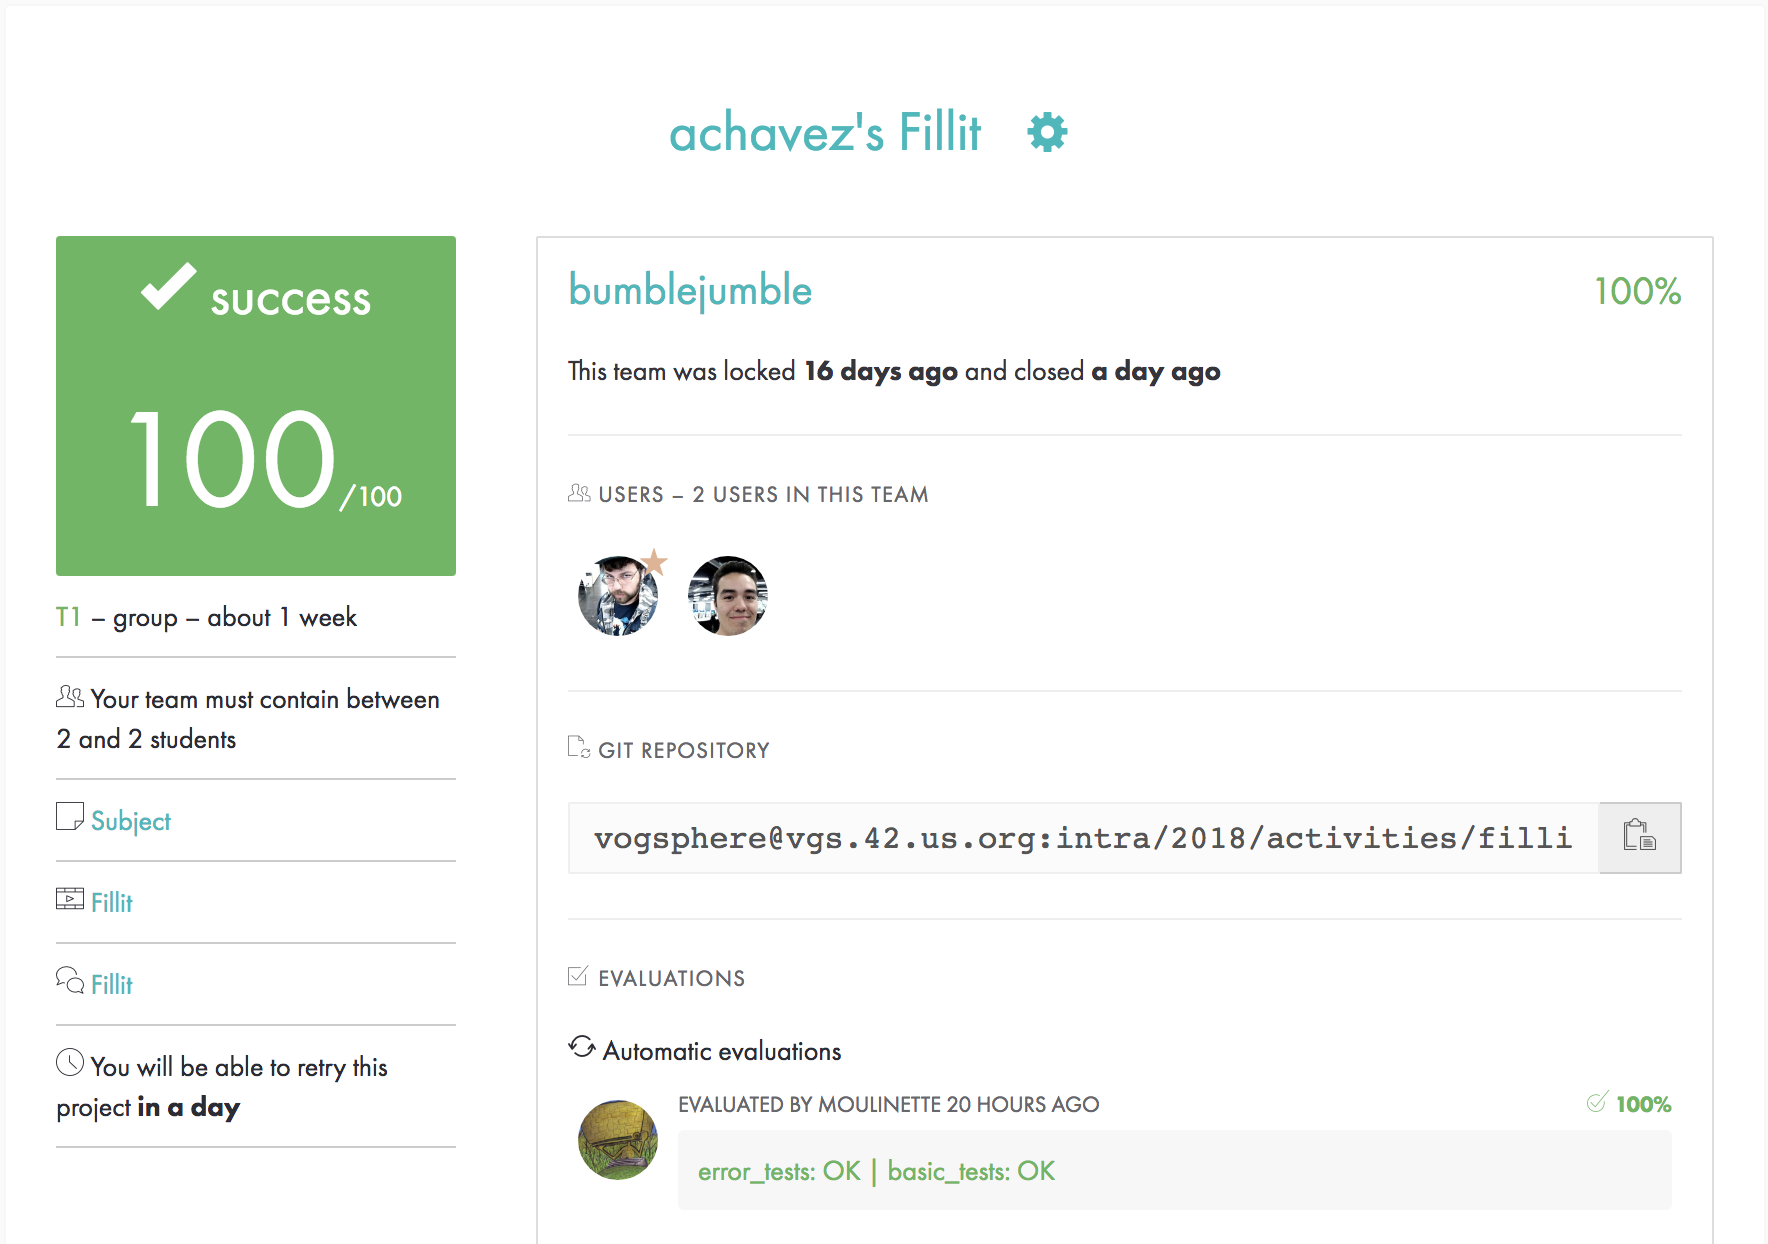 achavez's Fillit
success
100/100
T1 – group – about 1 week
Your team must contain between
2 and 2 students
Subject
Fillit
Fillit
You will be able to retry this
project in a day
bumblejumble
100%
This team was locked 16 days ago and closed a day ago
USERS – 2 USERS IN THIS TEAM
GIT REPOSITORY
vogsphere@vgs.42.us.org:intra/2018/activities/filli
EVALUATIONS
Automatic evaluations
EVALUATED BY MOULINETTE 20 HOURS AGO
100%
error_tests: OK | basic_tests: OK